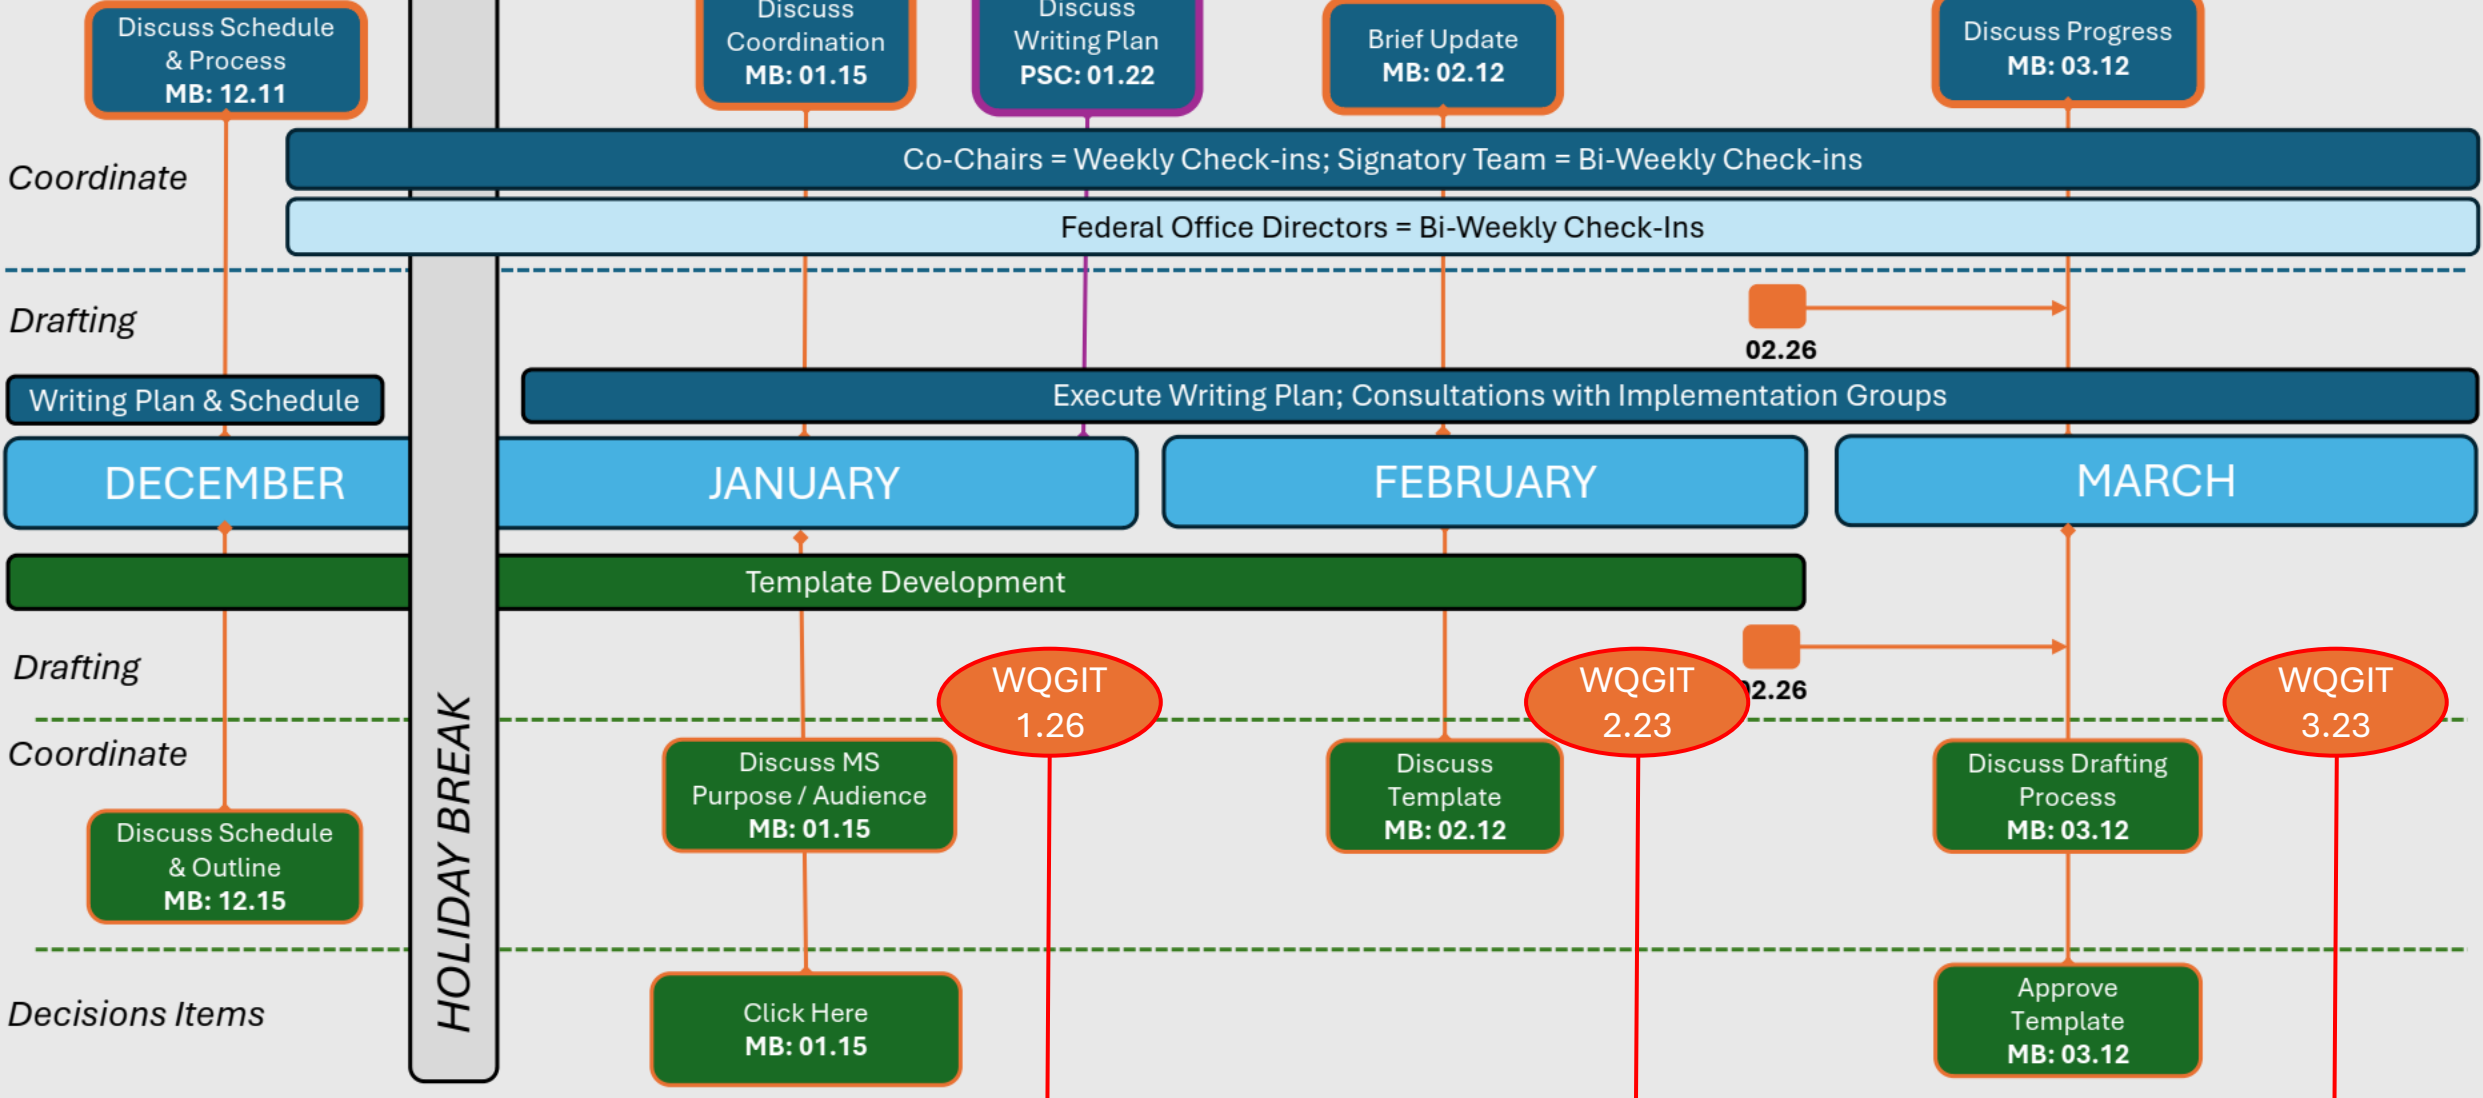 Discuss Schedule
& Process
MB: 12.11
Discuss
Coordination
MB: 01.15
Discuss
Writing Plan
PSC: 01.22
Brief Update
MB: 02.12
Discuss Progress
MB: 03.12
Coordinate
Co-Chairs = Weekly Check-ins; Signatory Team = Bi-Weekly Check-ins
Federal Office Directors = Bi-Weekly Check-Ins
Drafting
02.26
Writing Plan & Schedule
Execute Writing Plan; Consultations with Implementation Groups
DECEMBER
JANUARY
FEBRUARY
MARCH
Template Development
Drafting
WQGIT
1.26
WQGIT
2.23
2.26
WQGIT
3.23
Coordinate
HOLIDAY BREAK
Discuss Schedule
& Outline
MB: 12.15
Discuss MS
Purpose / Audience
MB: 01.15
Discuss
Template
MB: 02.12
Discuss Drafting
Process
MB: 03.12
Decisions Items
Click Here
MB: 01.15
Approve
Template
MB: 03.12